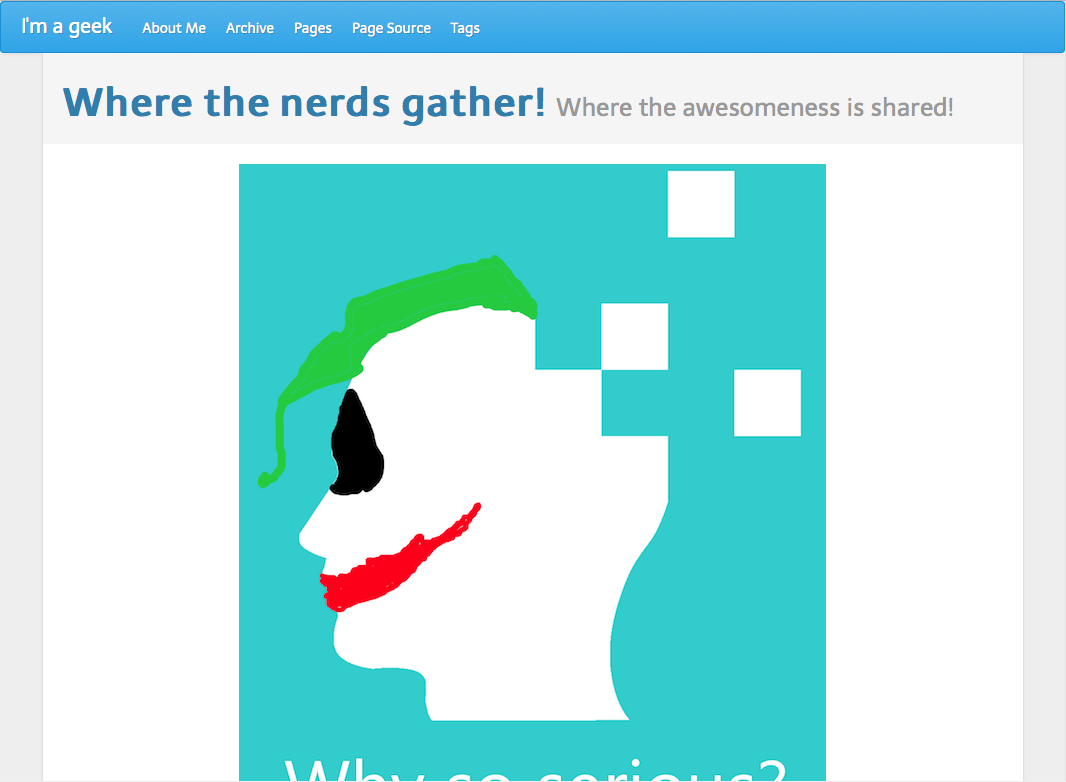 I'm a geek About Me Archive Pages Page Source Tags
Where the nerds gather! Where the awesomeness is shared!
Why so serious?